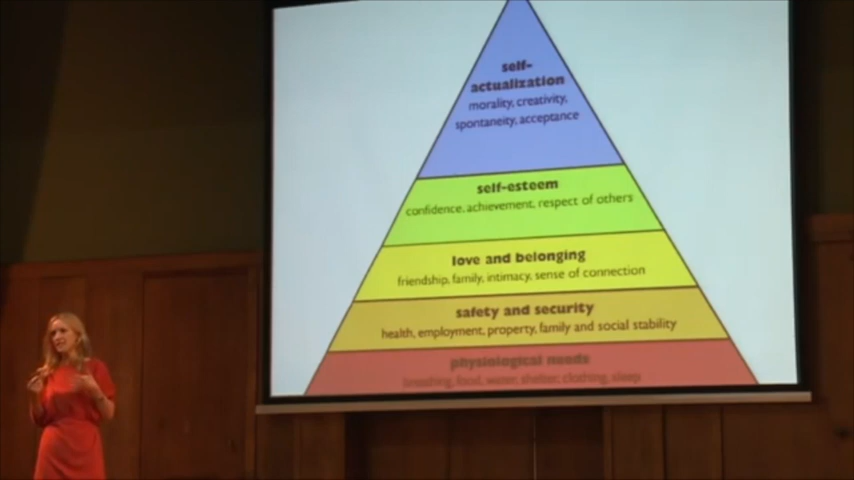 self-
actualization
morality, creativity,
spontaneity, acceptance
self-esteem
confidence, achievement, respect of others
love and belonging
friendship, family, intimacy, sense of connection
safety and security
health, employment, property, family and social stability
physiological needs
breathing, food, water, shelter, clothing, sleep